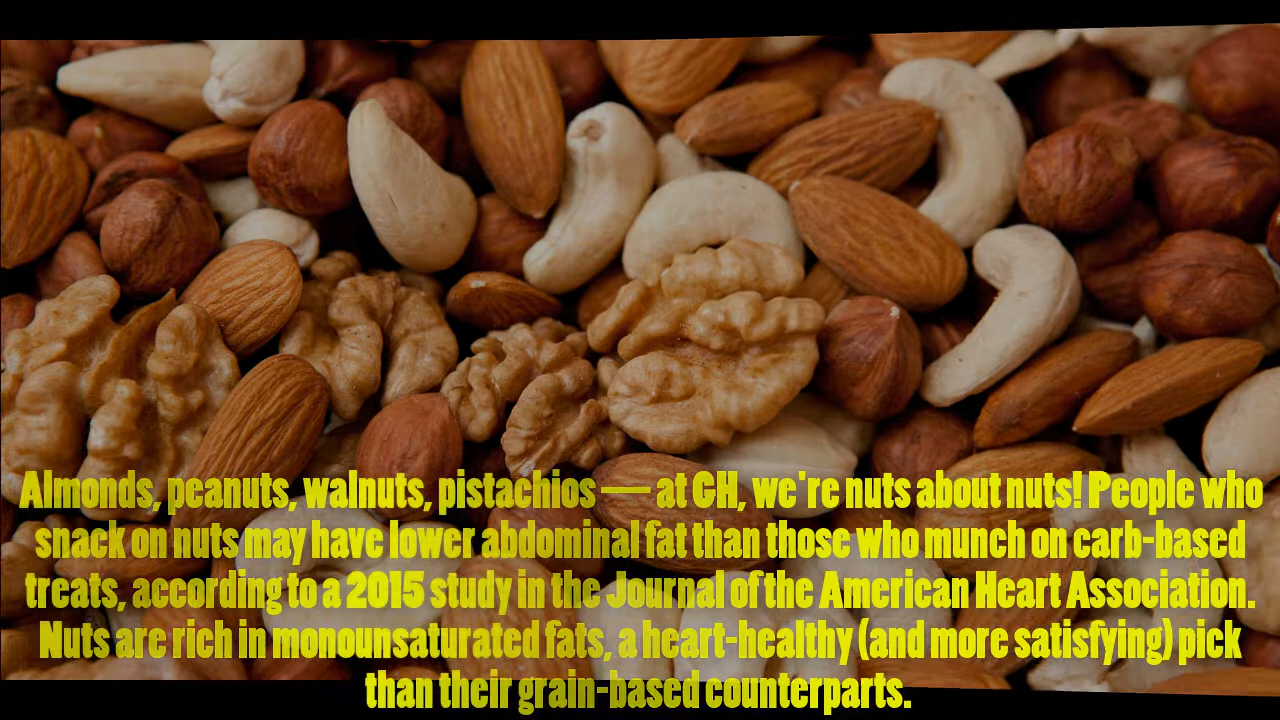 Almonds, peanuts, walnuts, pistachios — at GH, we're nuts about nuts! People who
snack on nuts may have lower abdominal fat than those who munch on carb-based
treats, according to a 2015 study in the Journal of the American Heart Association.
Nuts are rich in monounsaturated fats, a heart-healthy (and more satisfying) pick
than their grain-based counterparts.